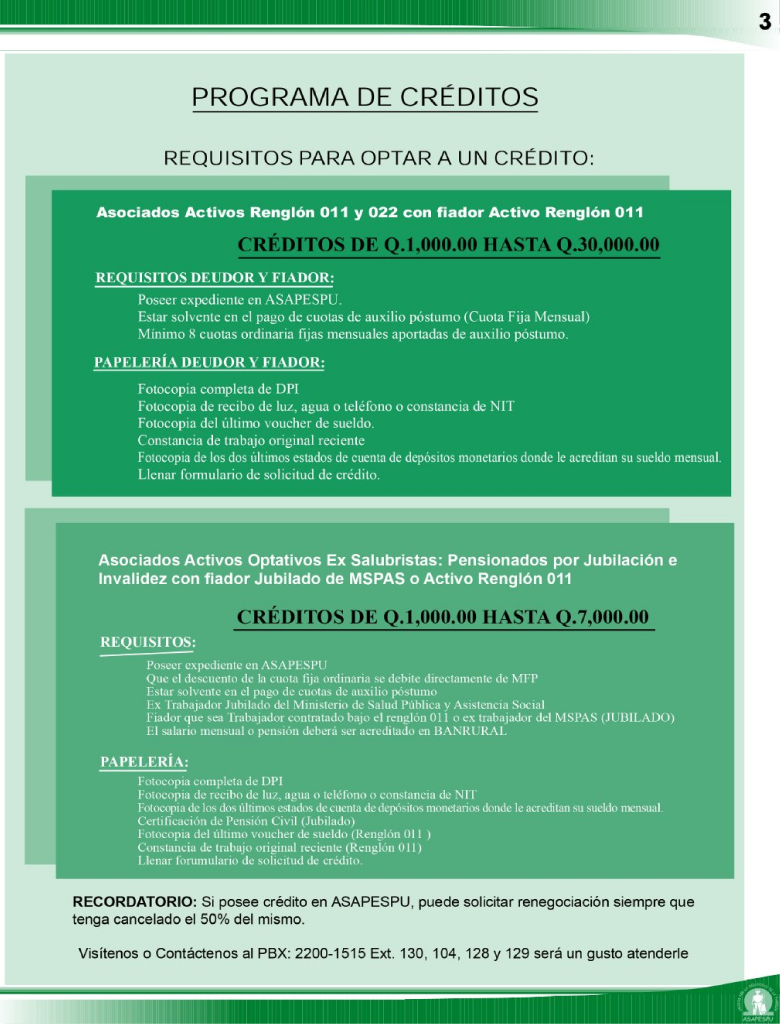 3
PROGRAMA DE CRÉDITOS
REQUISITOS PARA OPTAR A UN CRÉDITO:
Asociados Activos Renglón 011 y 022 con fiador Activo Renglón 011
CRÉDITOS DE Q.1,000.00 HASTA Q.30,000.00
REQUISITOS DEUDOR Y FIADOR:
Poseer expediente en ASAPESPU.
Estar solvente en el pago de cuotas de auxilio póstumo (Cuota Fija Mensual)
Mínimo 8 cuotas ordinaria fijas mensuales aportadas de auxilio póstumo.
PAPELERÍA DEUDOR Y FIADOR:
Fotocopia completa de DPI
Fotocopia de recibo de luz, agua o teléfono o constancia de NIT
Fotocopia del último voucher de sueldo.
Constancia de trabajo original reciente
Fotocopia de los dos últimos estados de cuenta de depósitos monetarios donde le acreditan su sueldo mensual.
Llenar formulario de solicitud de crédito.
Asociados Activos Optativos Ex Salubristas: Pensionados por Jubilación e
Invalidez con fiador Jubilado de MSPAS o Activo Renglón 011
CRÉDITOS DE Q.1,000.00 HASTA Q.7,000.00
REQUISITOS:
Poseer expediente en ASAPESPU
Que el descuento de la cuota fija ordinaria se debite directamente de MFP
Estar solvente en el pago de cuotas de auxilio póstumo
Ex Trabajador Jubilado del Ministerio de Salud Pública y Asistencia Social
Fiador que sea Trabajador contratado bajo el renglón 011 o ex trabajador del MSPAS (JUBILADO)
El salario mensual o pensión deberá ser acreditado en BANRURAL
PAPELERÍA:
Fotocopia completa de DPI
Fotocopia de recibo de luz, agua o teléfono o constancia de NIT
Fotocopia de los dos últimos estados de cuenta de depósitos monetarios donde le acreditan su sueldo mensual.
Certificación de Pensión Civil (Jubilado)
Fotocopia del último voucher de sueldo (Renglón 011 )
Constancia de trabajo original reciente (Renglón 011)
Llenar forumulario de solicitud de crédito.
RECORDATORIO: Si posee crédito en ASAPESPU, puede solicitar renegociación siempre que
tenga cancelado el 50% del mismo.
Visítenos o Contáctenos al PBX: 2200-1515 Ext. 130, 104, 128 y 129 será un gusto atenderle
ASAPESPU